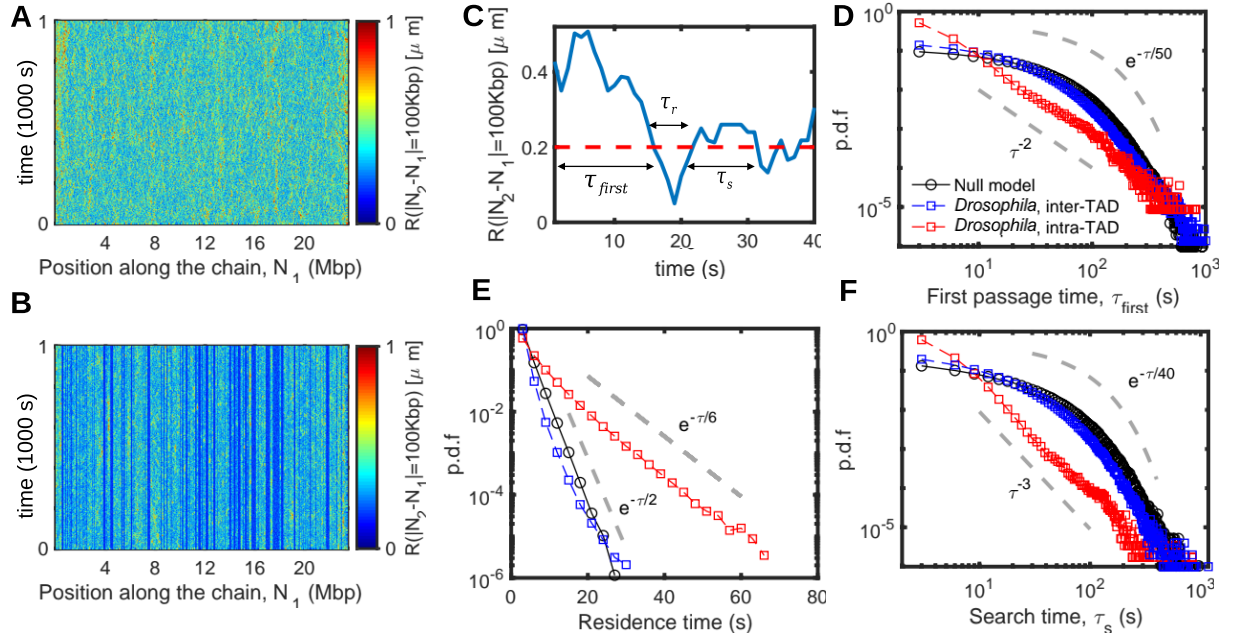 A
1
0
time (1000 s)
4 8 12 16 20
Position along the chain, N1 (Mbp)
1
0
R(|N2-N1|=100Kbp) [μ m]
B
1
0
time (1000 s)
4 8 12 16 20
Position along the chain, N1 (Mbp)
1
0
R(|N2-N1|=100Kbp) [μ m]
C
R(|N2-N1|=100Kbp) [μ m]
0.4
0.2
0
τr
τfirst
τs
10 20 30 40
time (s)
D
p.d.f
10^0
10^-5
e^-τ/50
τ^-2
Null model
Drosophila, inter-TAD
Drosophila, intra-TAD
10^1 10^2 10^3
First passage time, τfirst (s)
E
p.d.f
10^0
10^-2
10^-4
10^-6
e^-τ/6
e^-τ/2
0 20 40 60 80
Residence time (s)
F
p.d.f
10^0
10^-5
e^-τ/40
τ^-3
10^1 10^2 10^3
Search time, τs (s)